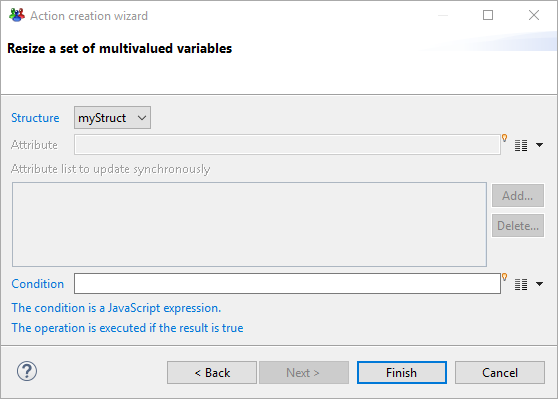 Action creation wizard
Resize a set of multivalued variables
Structure myStruct
Attribute
Attribute list to update synchronously
Add...
Delete...
Condition
The condition is a JavaScript expression.
The operation is executed if the result is true
? < Back Next > Finish Cancel